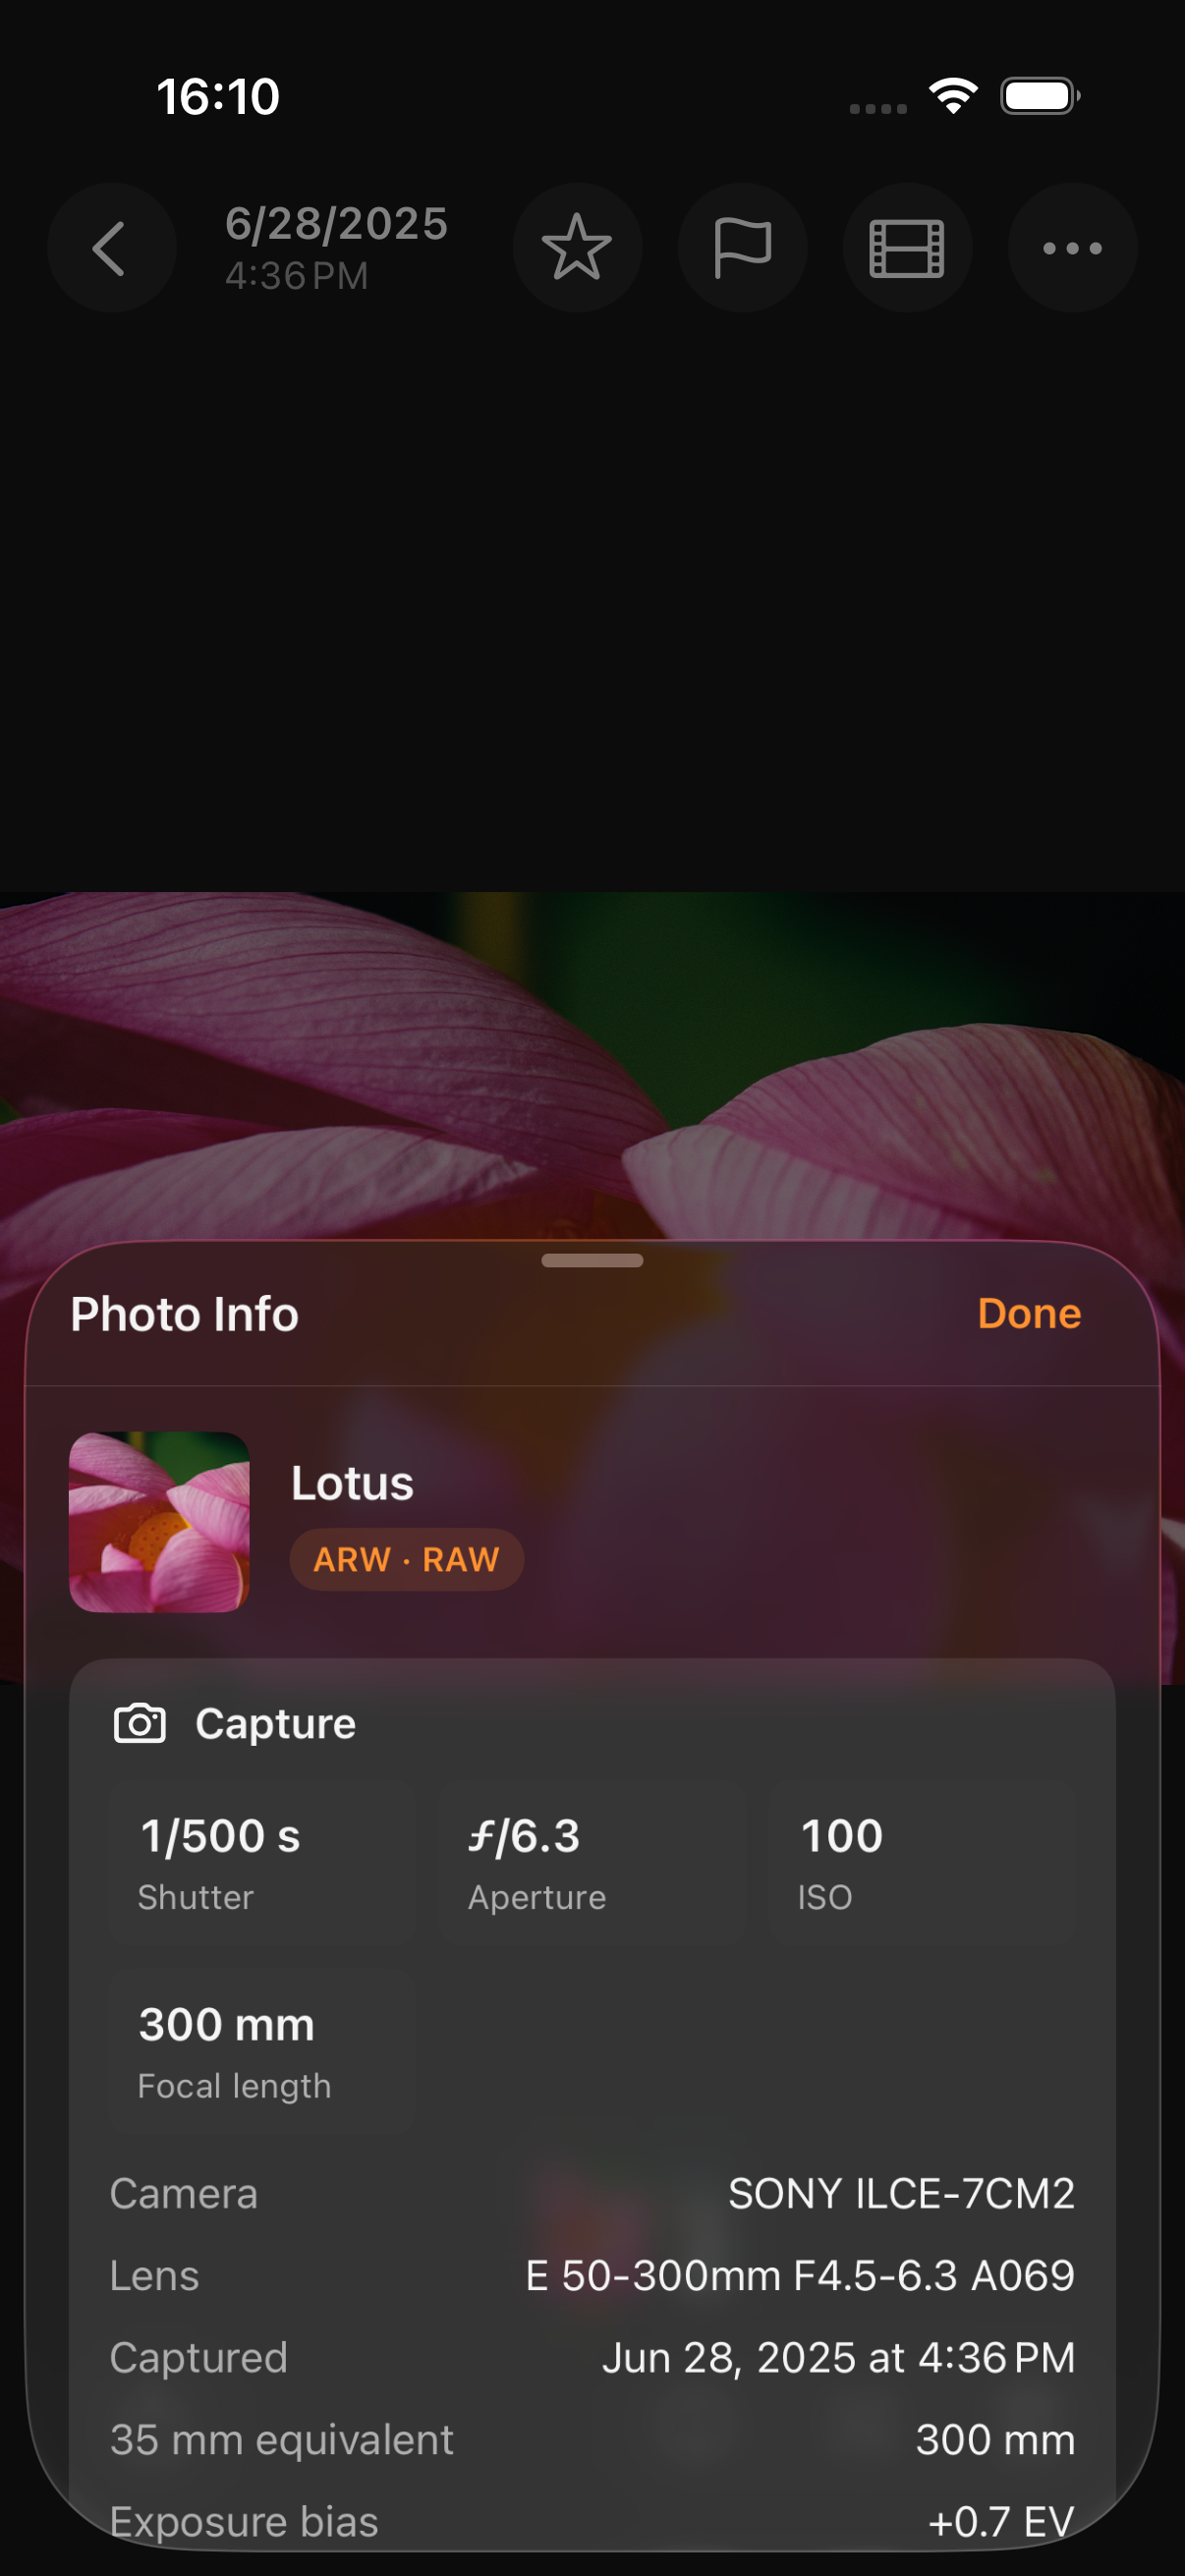 16:10
6/28/2025
4:36 PM
Photo Info
Done
Lotus
ARW · RAW
Capture
1/500 s
Shutter
ƒ/6.3
Aperture
100
ISO
300 mm
Focal length
Camera
SONY ILCE-7CM2
Lens
E 50-300mm F4.5-6.3 A069
Captured
Jun 28, 2025 at 4:36 PM
35 mm equivalent
300 mm
Exposure bias
+0.7 EV